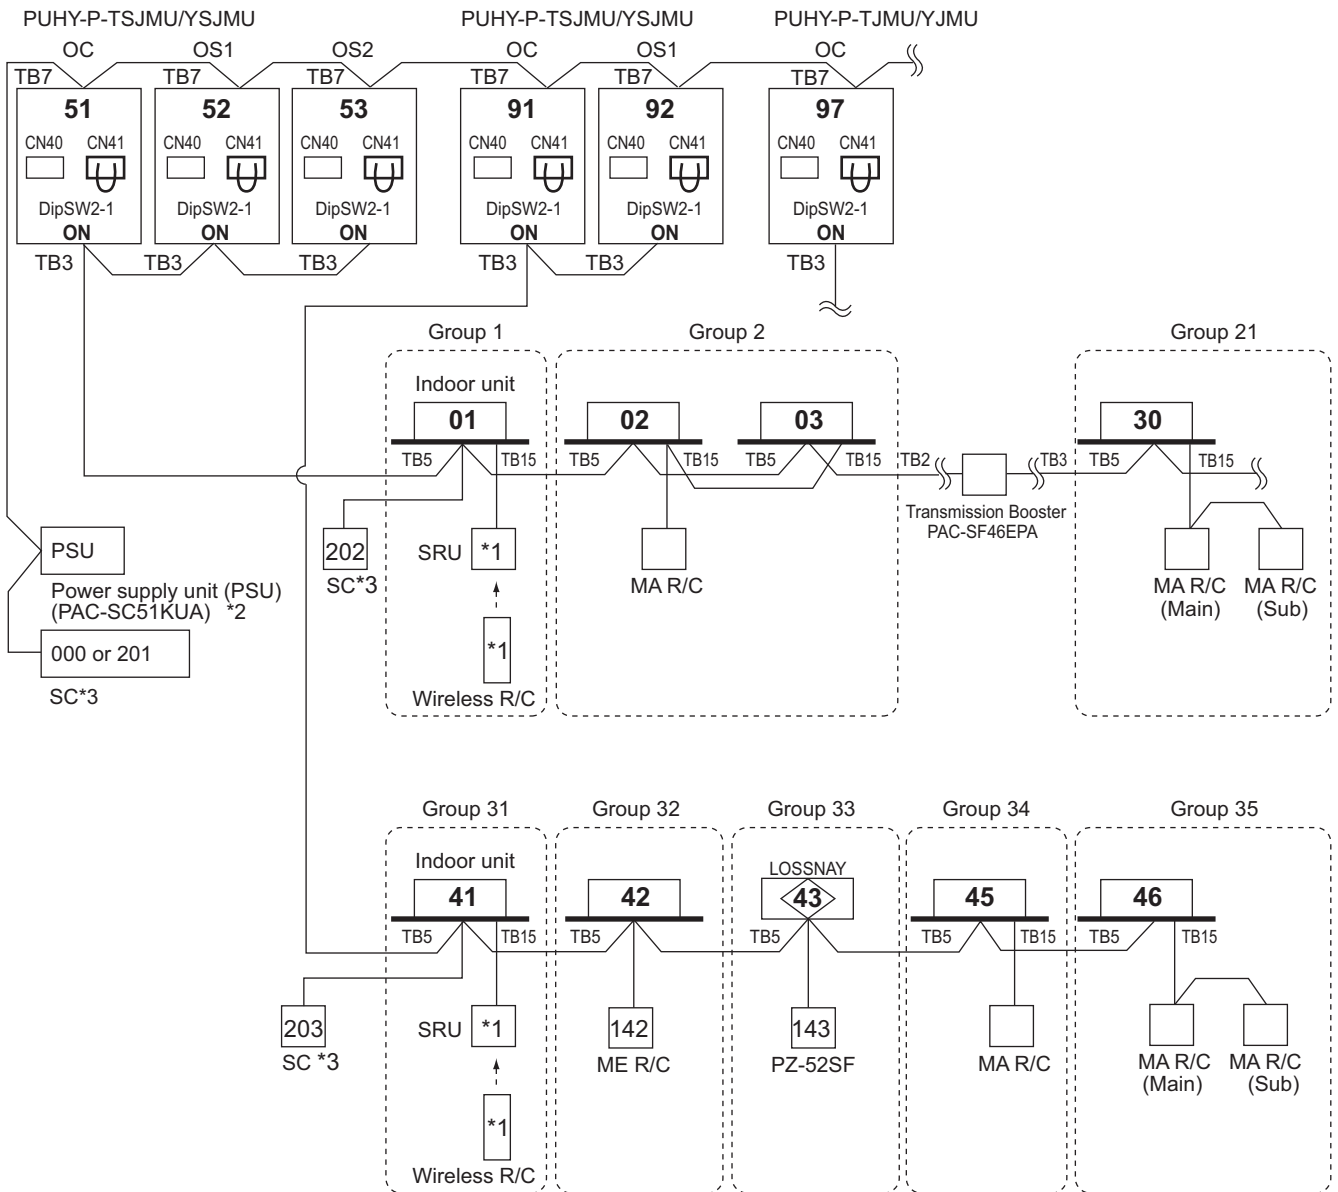 PUHY-P-TSJMU/YSJMU PUHY-P-TSJMU/YSJMU PUHY-P-TJMU/YJMU
OC OS1 OS2 OC OS1 OC
TB7 TB7 TB7 TB7 TB7 TB7
51 52 53 91 92 97
CN40 CN41 CN40 CN41 CN40 CN41 CN40 CN41 CN40 CN41 CN40 CN41
DipSW2-1 DipSW2-1 DipSW2-1 DipSW2-1 DipSW2-1 DipSW2-1
ON ON ON ON ON ON
TB3 TB3 TB3 TB3 TB3 TB3
Group 1 Group 2 Group 21
Indoor unit
01 02 03 30
TB5 TB15 TB5 TB15 TB5 TB15 TB2 TB3 TB5 TB15
Transmission Booster
PAC-SF46EPA
202 SRU *1
SC*3 MA R/C MA R/C MA R/C
(Main) (Sub)
*1
Wireless R/C
PSU
Power supply unit (PSU)
(PAC-SC51KUA) *2
000 or 201
SC*3
Group 31 Group 32 Group 33 Group 34 Group 35
Indoor unit LOSSNAY
41 42 43 45 46
TB5 TB15 TB5 TB5 TB5 TB15 TB5 TB15
203 SRU *1 142 143
SC *3 ME R/C PZ-52SF MA R/C MA R/C MA R/C
(Main) (Sub)
*1
Wireless R/C